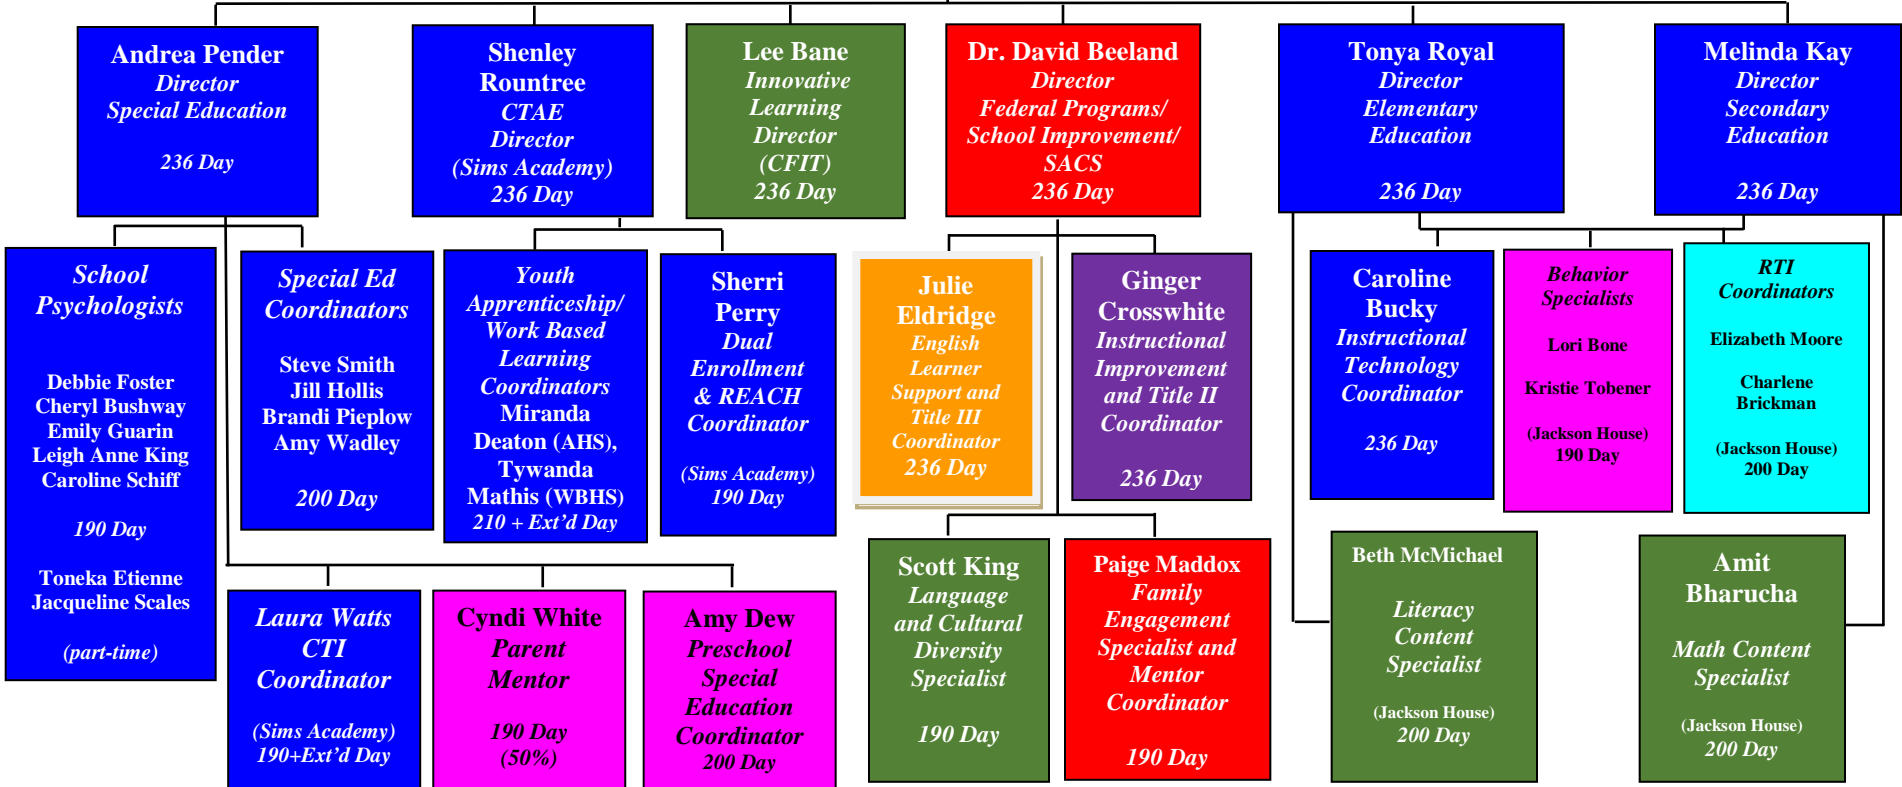 Andrea Pender
Director
Special Education
236 Day
Shenley
Rountree
CTAE
Director
(Sims Academy)
236 Day
Lee Bane
Innovative
Learning
Director
(CFIT)
236 Day
Dr. David Beeland
Director
Federal Programs/
School Improvement/
SACS
236 Day
Tonya Royal
Director
Elementary
Education
236 Day
Melinda Kay
Director
Secondary
Education
236 Day
School
Psychologists
Debbie Foster
Cheryl Bushway
Emily Guarin
Leigh Anne King
Caroline Schiff
190 Day
Toneka Etienne
Jacqueline Scales
(part-time)
Special Ed
Coordinators
Steve Smith
Jill Hollis
Brandi Pieplow
Amy Wadley
200 Day
Youth
Apprenticeship/
Work Based
Learning
Coordinators
Miranda
Deaton (AHS),
Tywanda
Mathis (WBHS)
210 + Ext’d Day
Sherri
Perry
Dual
Enrollment
& REACH
Coordinator
(Sims Academy)
190 Day
Julie
Eldridge
English
Learner
Support and
Title III
Coordinator
236 Day
Ginger
Crosswhite
Instructional
Improvement
and Title II
Coordinator
236 Day
Caroline
Bucky
Instructional
Technology
Coordinator
236 Day
Behavior
Specialists
Lori Bone
Kristie Tobener
(Jackson House)
190 Day
RTI
Coordinators
Elizabeth Moore
Charlene
Brickman
(Jackson House)
200 Day
Laura Watts
CTI
Coordinator
(Sims Academy)
190+Ext’d Day
Cyndi White
Parent
Mentor
190 Day
(50%)
Amy Dew
Preschool
Special
Education
Coordinator
200 Day
Scott King
Language
and Cultural
Diversity
Specialist
190 Day
Paige Maddox
Family
Engagement
Specialist and
Mentor
Coordinator
190 Day
Beth McMichael
Literacy
Content
Specialist
(Jackson House)
200 Day
Amit
Bharucha
Math Content
Specialist
(Jackson House)
200 Day